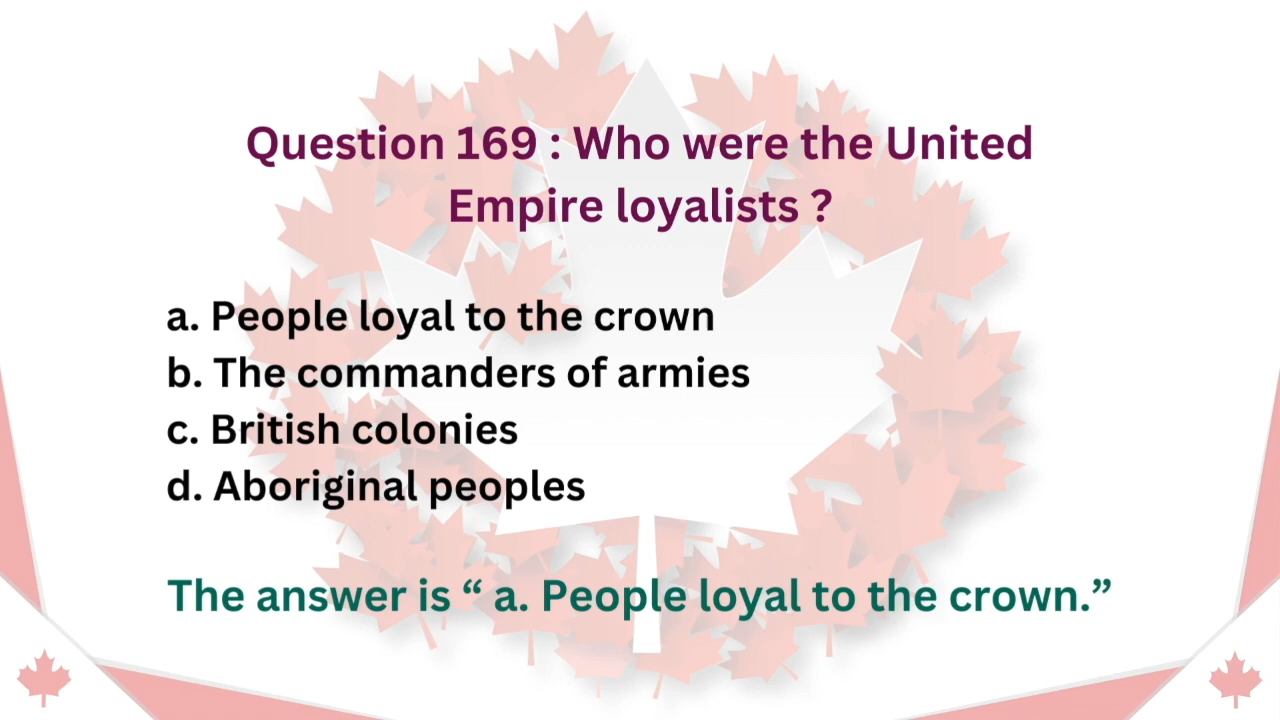 Question 169 : Who were the United
Empire loyalists ?
a. People loyal to the crown
b. The commanders of armies
c. British colonies
d. Aboriginal peoples
The answer is “ a. People loyal to the crown.”